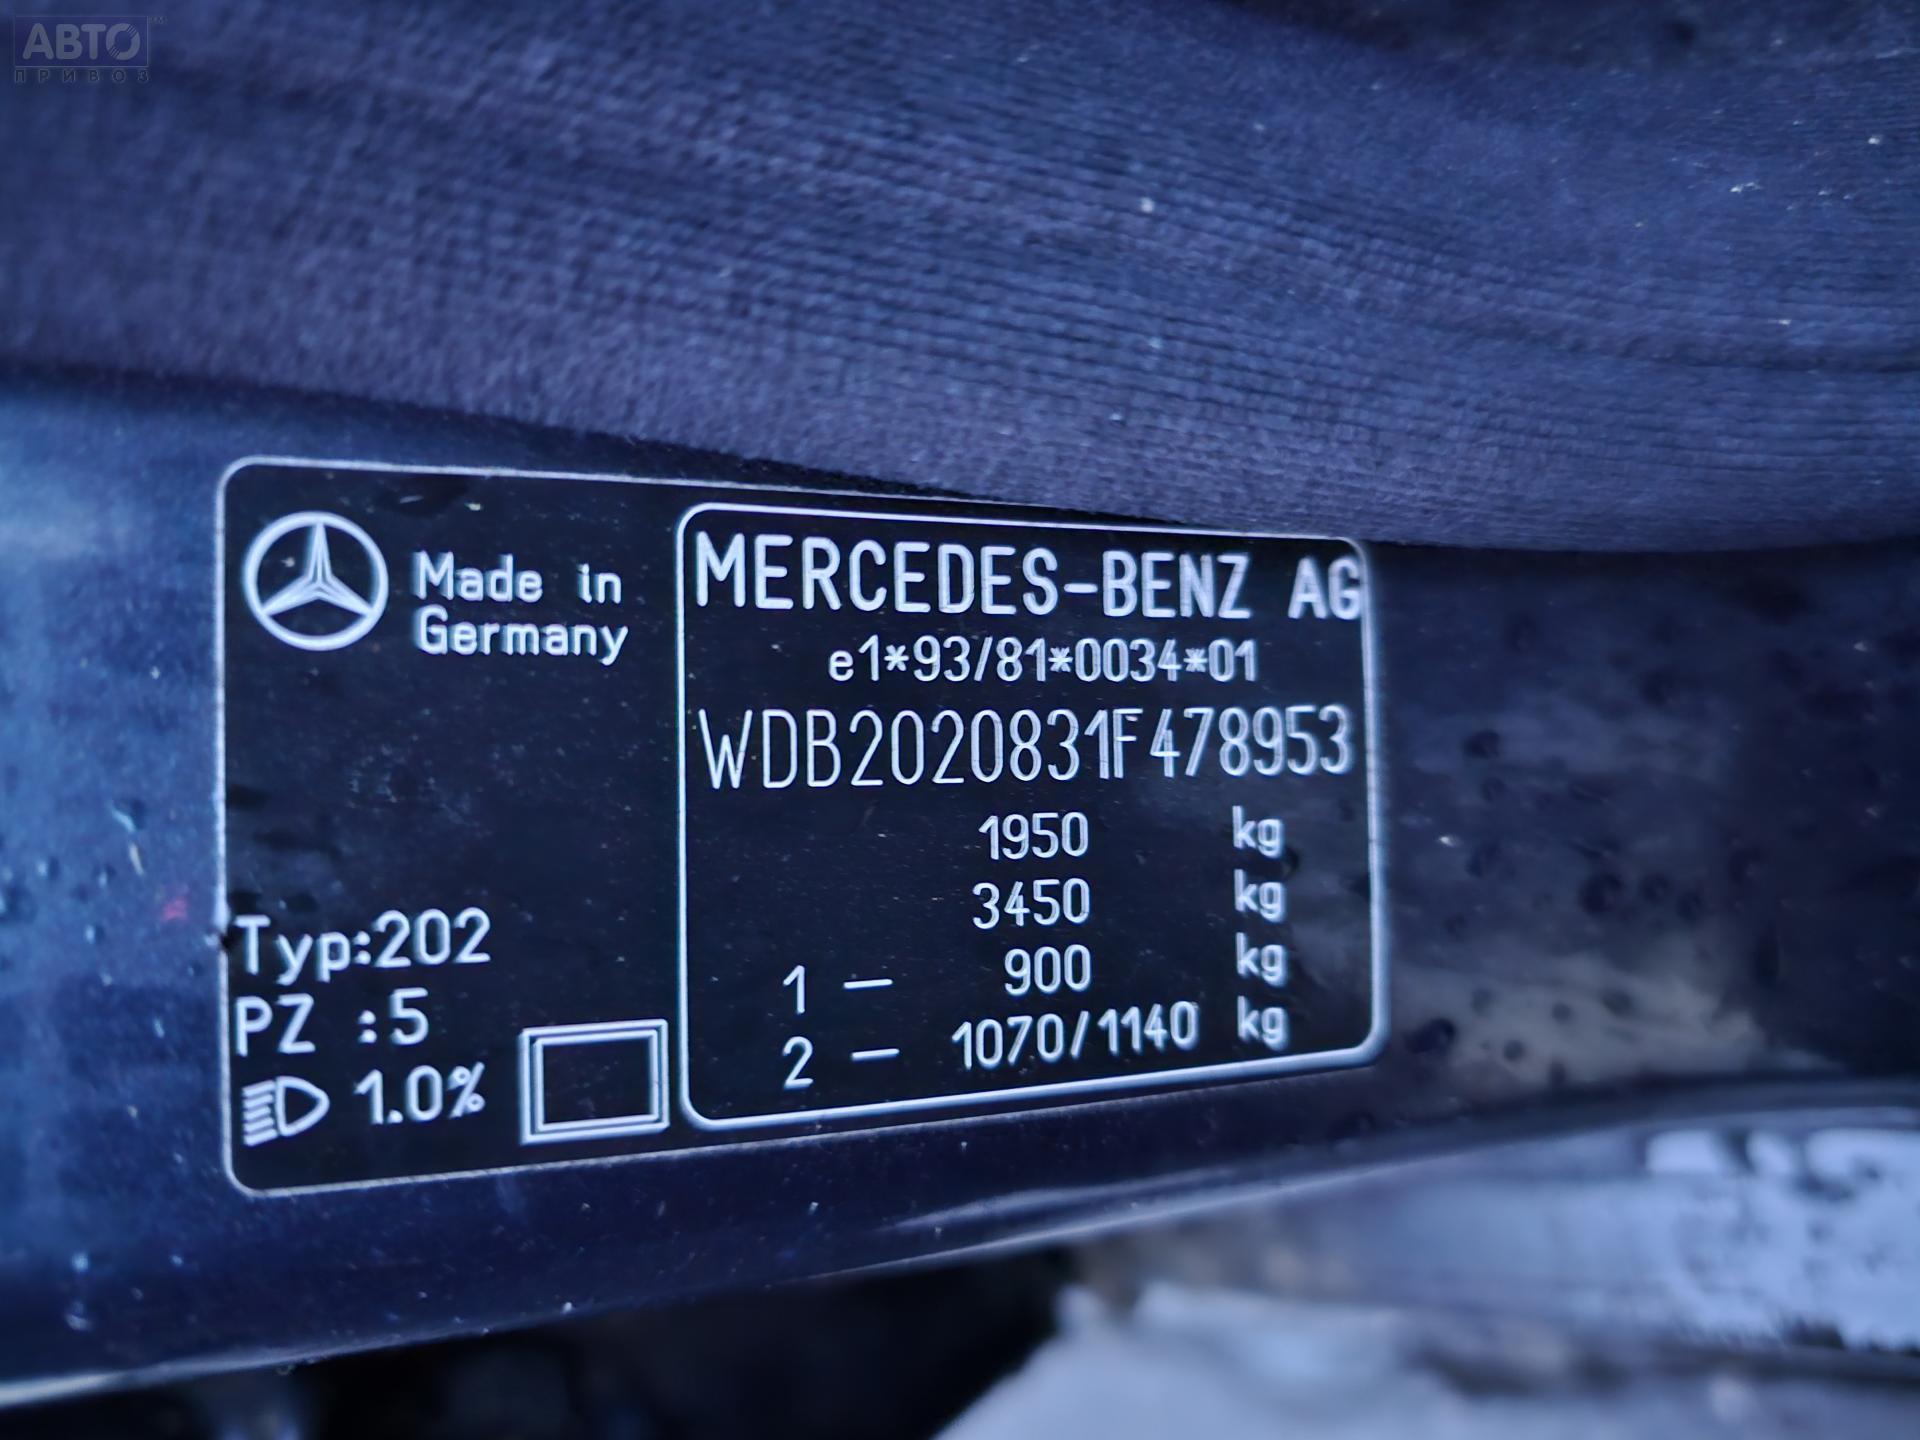 АВТО™
ПРИВОЗ
Made in
Germany
Typ:202
PZ :5
1.0%
MERCEDES-BENZ AG
e1*93/81*0034*01
WDB2020831F478953
1950 kg
3450 kg
1 – 900 kg
2 – 1070/1140 kg